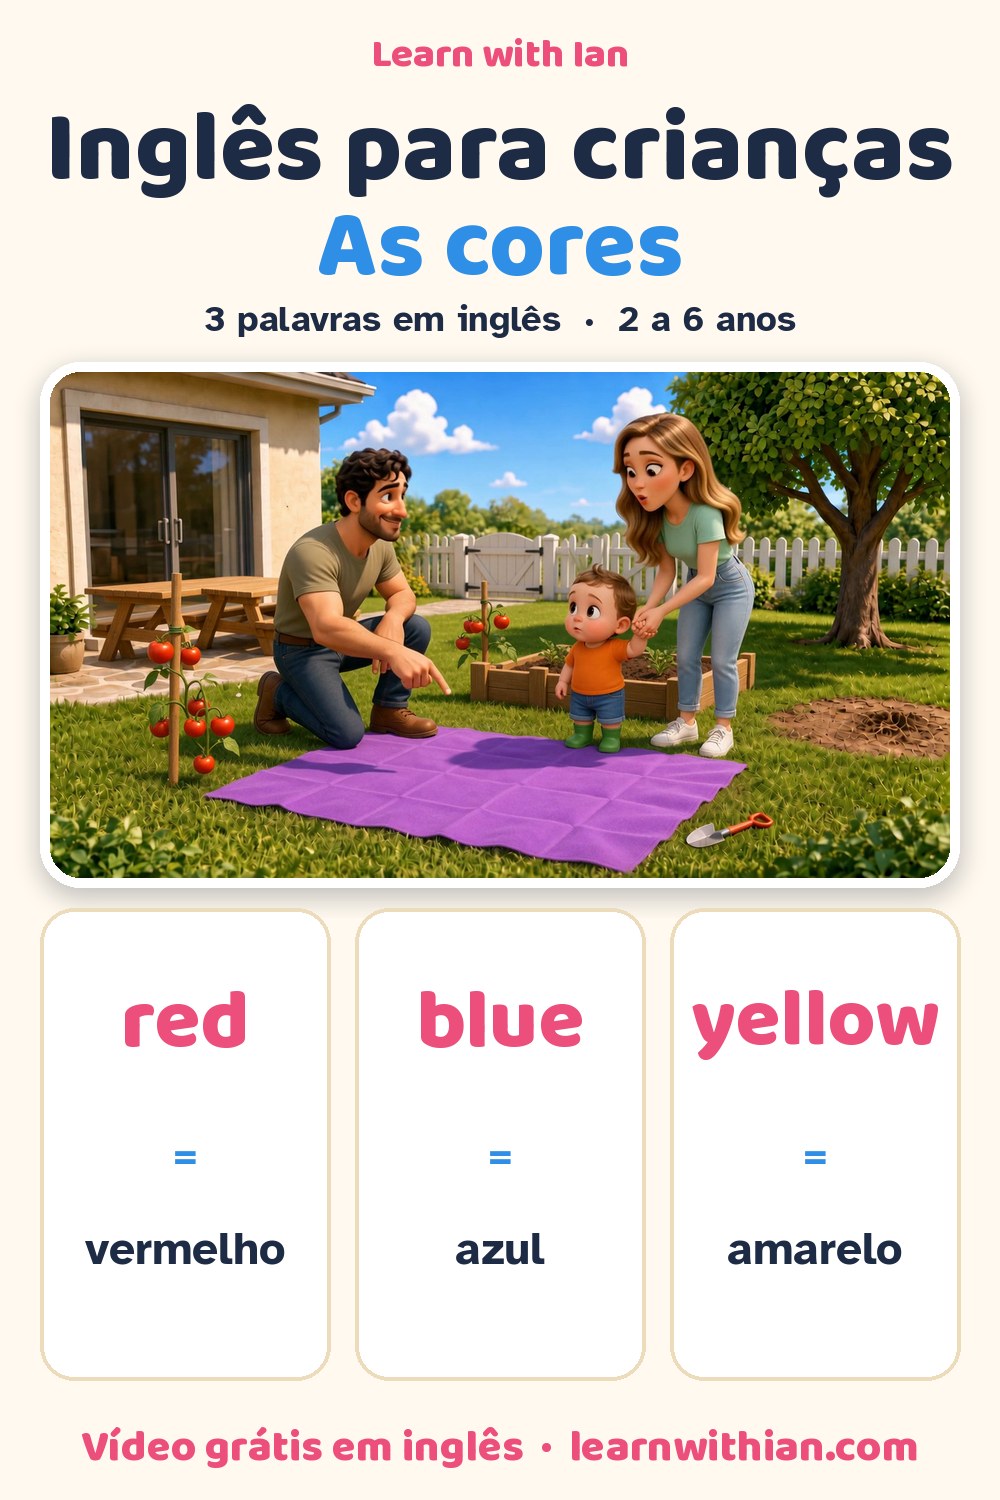 Learn with Ian
Inglês para crianças
As cores
3 palavras em inglês · 2 a 6 anos
red
=
vermelho
blue
=
azul
yellow
=
amarelo
Vídeo grátis em inglês · learnwithian.com